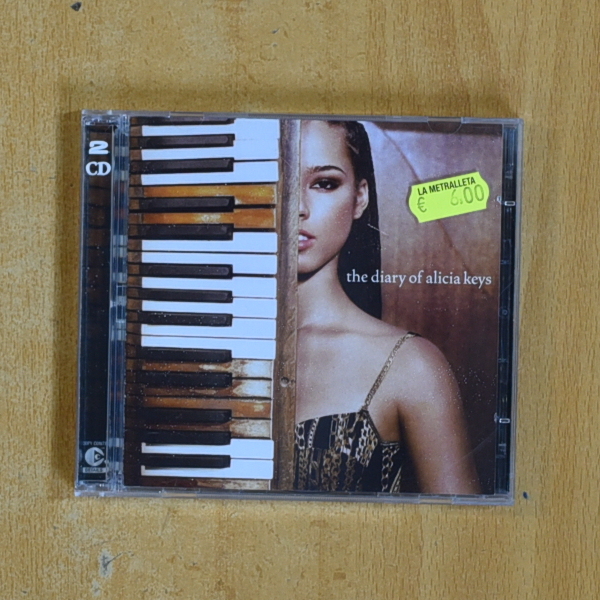 2
CD
LA METRALLETA
€ 6.00
the diary of alicia keys